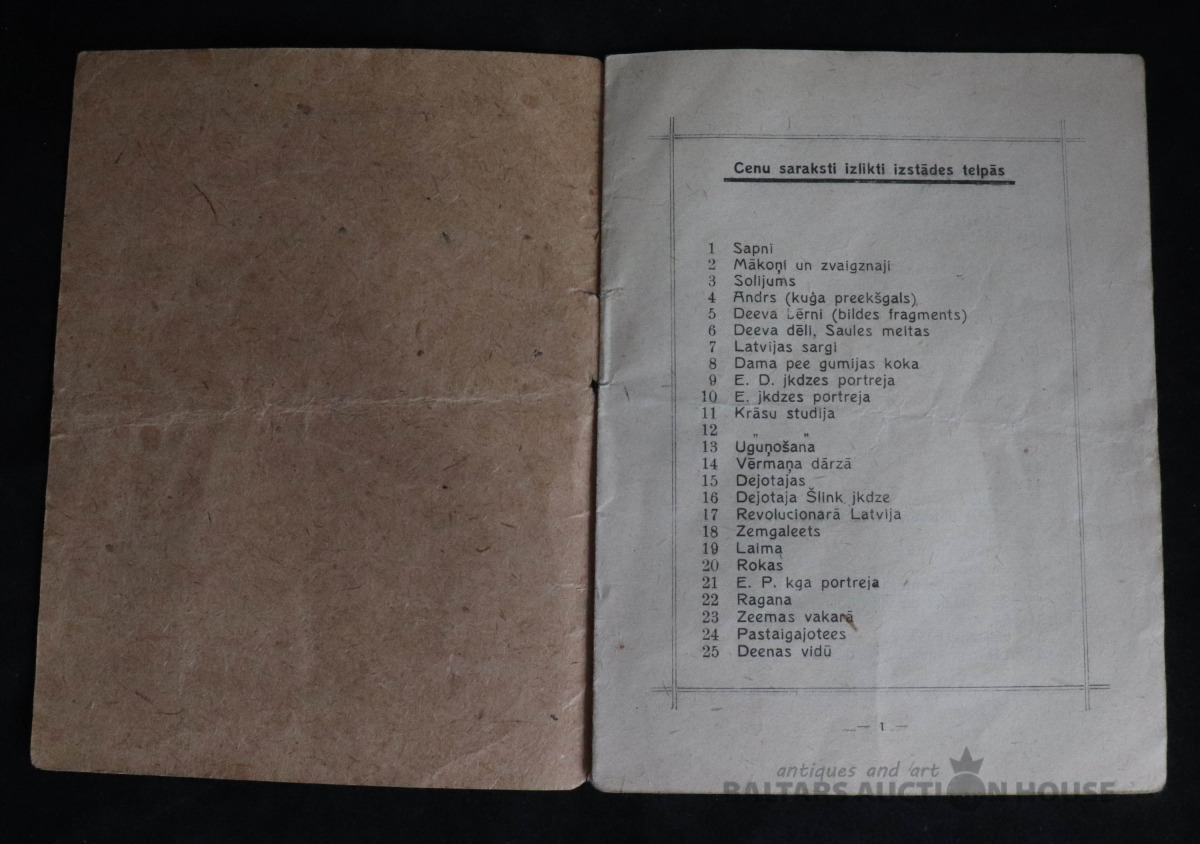 Cenu saraksti izlikti izstādes telpās
1 Sapņi
2 Mākoņi un zvaigznaji
3 Solijums
4 Andrs (kuģa preekšgals)
5 Deeva Lērni (bildes fragments)
6 Deeva dēli, Saules meitas
7 Latvijas sargi
8 Dama pee gumijas koka
9 E. D. jkdzes portreja
10 E. jkdzes portreja
11 Krāsu studija
12 „ „
13 Uguņošana
14 Vērmaņa dārzā
15 Dejotajas
16 Dejotaja Šlink jkdze
17 Revolucionarā Latvija
18 Zemgaleets
19 Laima
20 Rokas
21 E. P. kga portreja
22 Ragana
23 Zeemas vakarā
24 Pastaigajotees
25 Deenas vidū
— 1 —
antiques and art
BALTARS AUCTION HOUSE